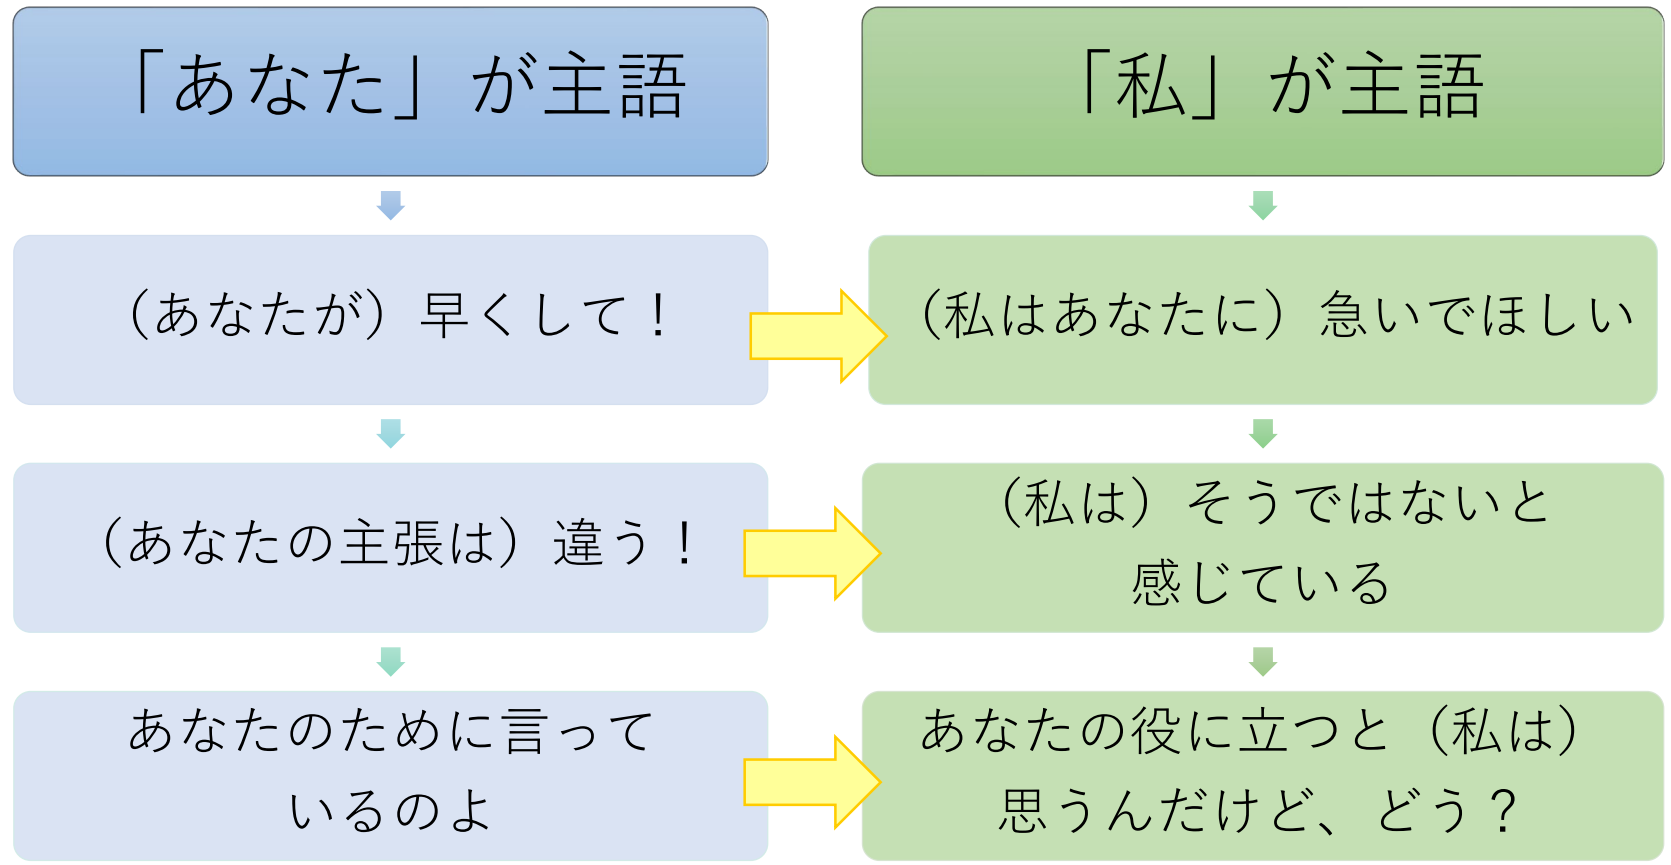 「あなた」が主語
「私」が主語
（あなたが）早くして！
（私はあなたに）急いでほしい
（あなたの主張は）違う！
（私は）そうではないと
感じている
あなたのために言って
いるのよ
あなたの役に立つと（私は）
思うんだけど、どう？